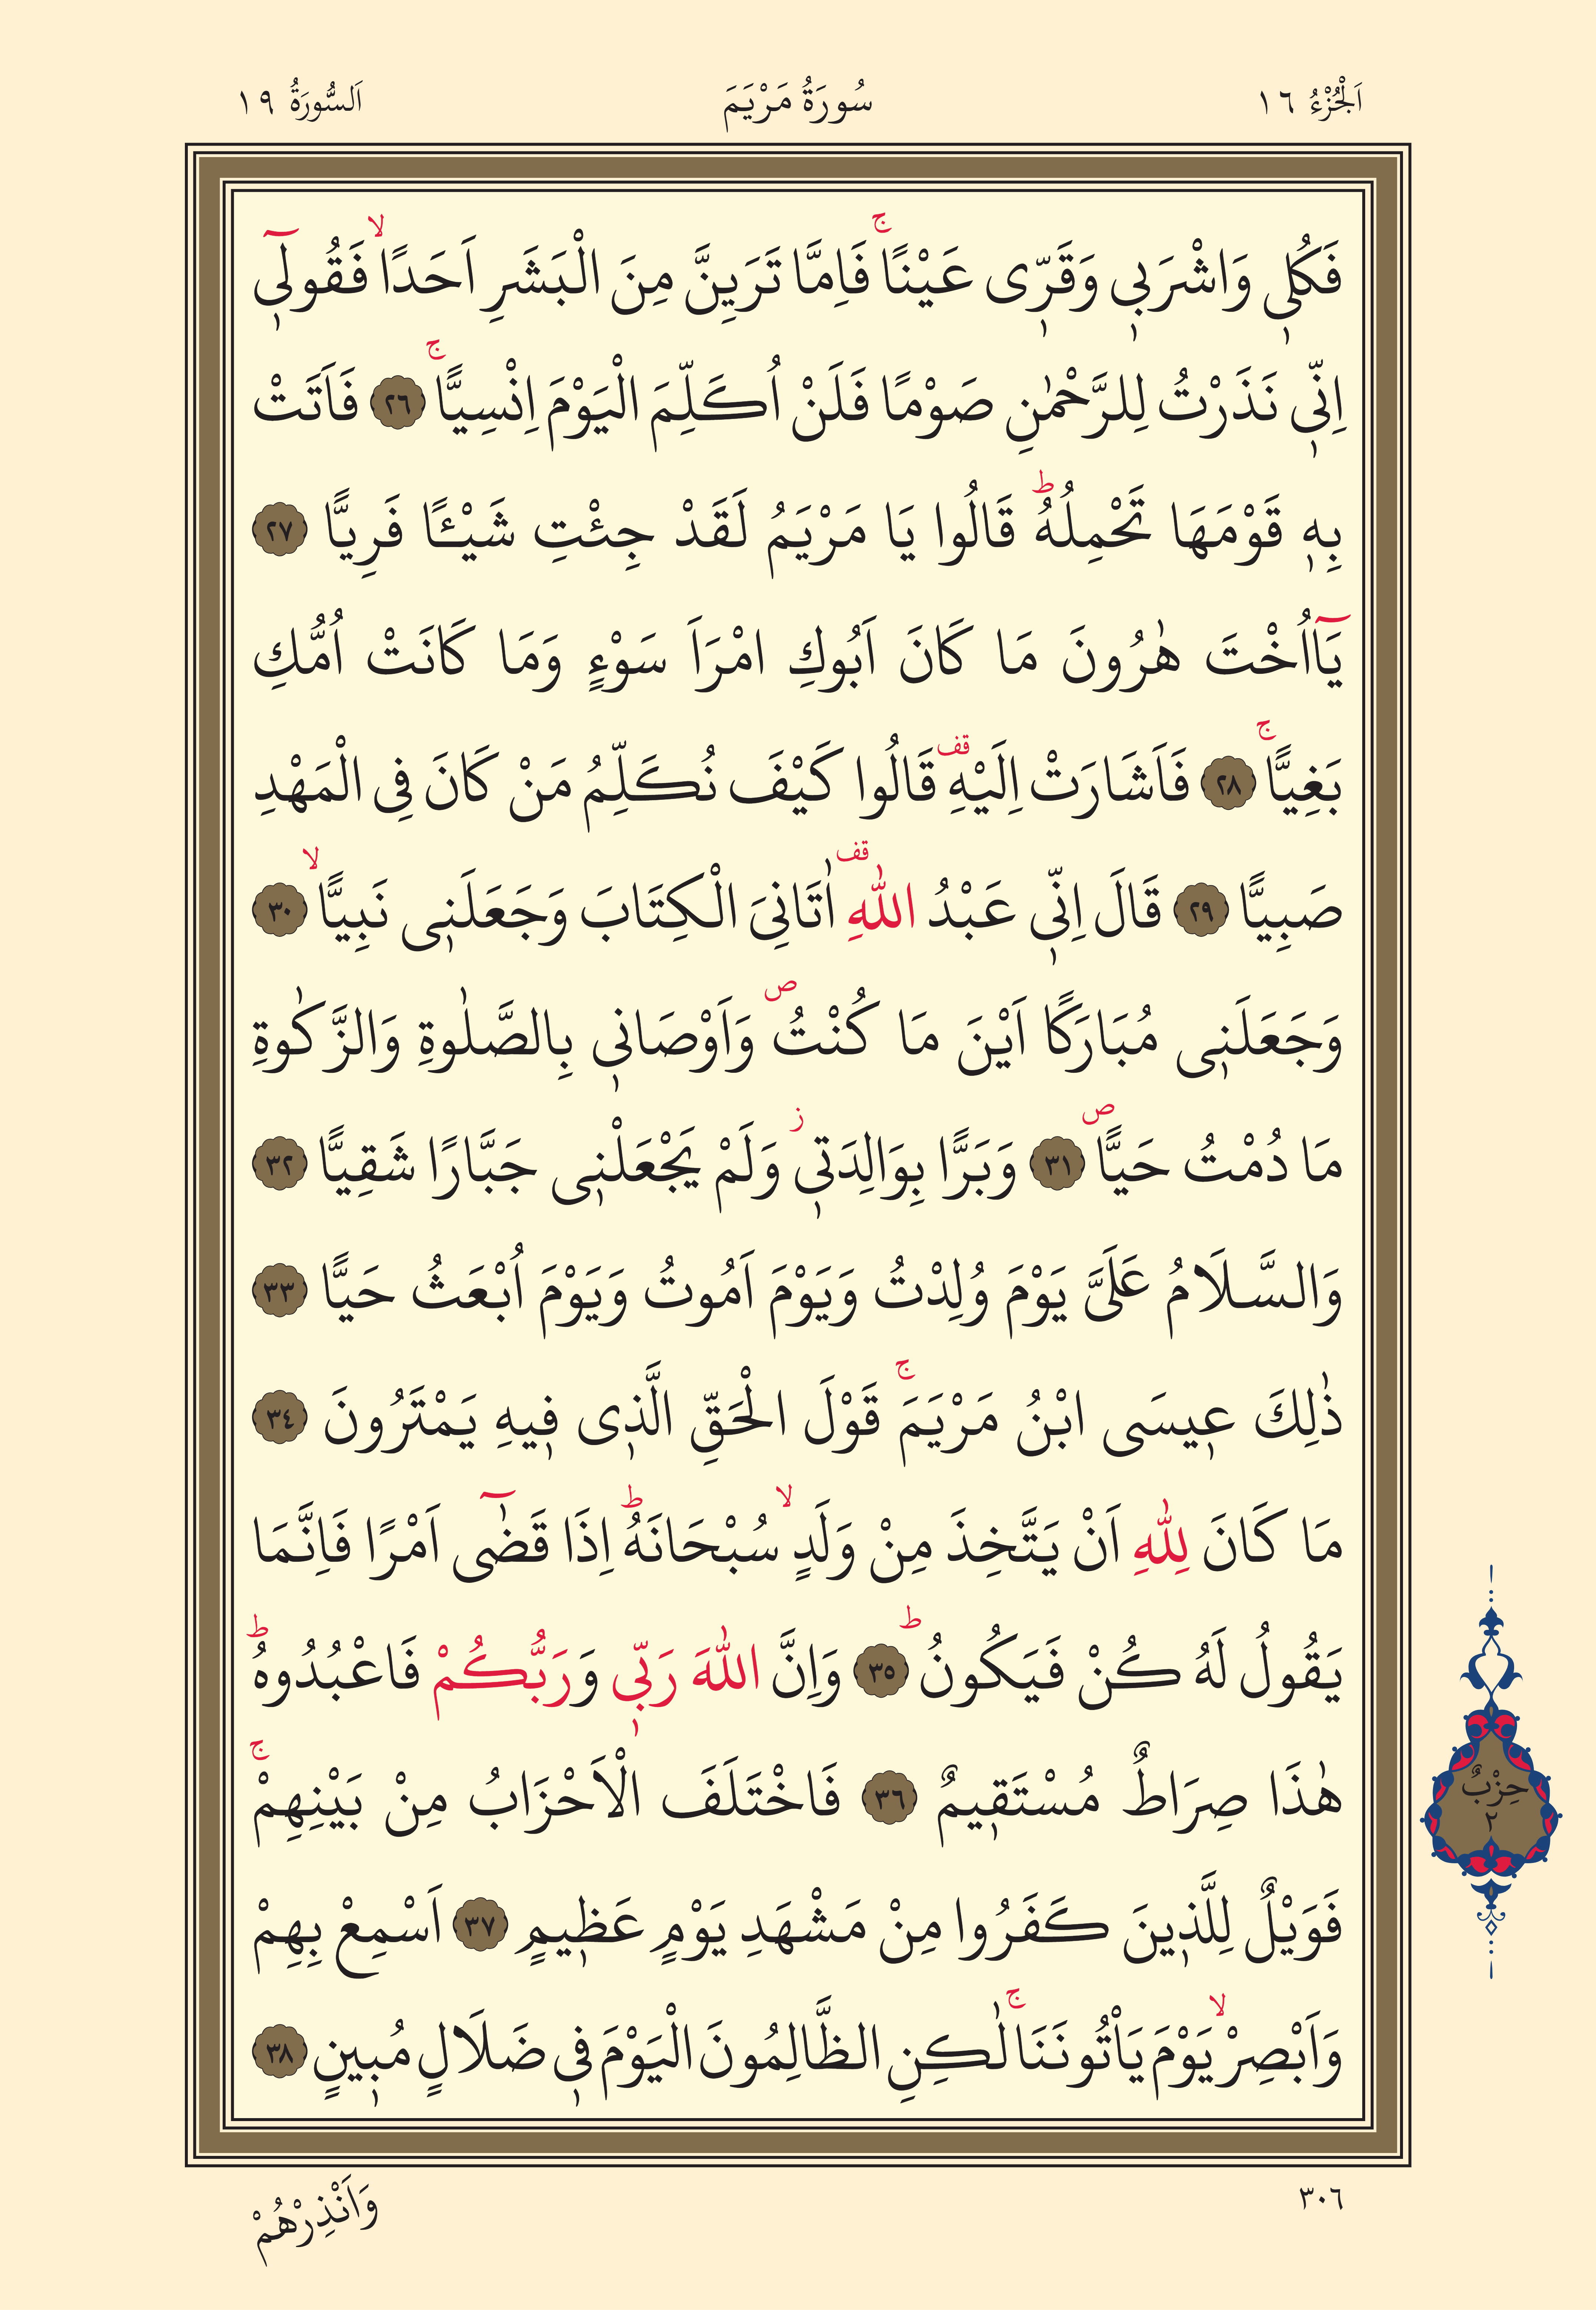 اَلْجُزْءُ ١٦
سُورَةُ مَرْيَمَ
اَلسُّورَةُ ١٩
فَكُلٖي وَاشْرَبٖي وَقَرّٖى عَيْنًاۚ فَاِمَّا تَرَيِنَّ مِنَ الْبَشَرِ اَحَدًاۙ فَقُولٖٓي
اِنّٖي نَذَرْتُ لِلرَّحْمٰنِ صَوْمًا فَلَنْ اُكَلِّمَ الْيَوْمَ اِنْسِيًّاۚ ٢٦ فَاَتَتْ
بِهٖ قَوْمَهَا تَحْمِلُهُؕ قَالُوا يَا مَرْيَمُ لَقَدْ جِئْتِ شَيْـًٔا فَرِيًّا ٢٧
يَٓااُخْتَ هٰرُونَ مَا كَانَ اَبُوكِ امْرَاَ سَوْءٍ وَمَا كَانَتْ اُمُّكِ
بَغِيًّاۚ ٢٨ فَاَشَارَتْ اِلَيْهِ قف قَالُوا كَيْفَ نُكَلِّمُ مَنْ كَانَ فِي الْمَهْدِ
صَبِيًّا ٢٩ قَالَ اِنّٖي عَبْدُ اللّٰهِ قف اٰتَانِيَ الْكِتَابَ وَجَعَلَنٖي نَبِيًّاۙ ٣٠
وَجَعَلَنٖي مُبَارَكًا اَيْنَ مَا كُنْتُ ص وَاَوْصَانٖي بِالصَّلٰوةِ وَالزَّكٰوةِ
مَا دُمْتُ حَيًّا ص ٣١ وَبَرًّا بِوَالِدَتٖي ز وَلَمْ يَجْعَلْنٖي جَبَّارًا شَقِيًّا ٣٢
وَالسَّلَامُ عَلَيَّ يَوْمَ وُلِدْتُ وَيَوْمَ اَمُوتُ وَيَوْمَ اُبْعَثُ حَيًّا ٣٣
ذٰلِكَ عٖيسَى ابْنُ مَرْيَمَۚ قَوْلَ الْحَقِّ الَّذٖى فٖيهِ يَمْتَرُونَ ٣٤
مَا كَانَ لِلّٰهِ اَنْ يَتَّخِذَ مِنْ وَلَدٍۙ سُبْحَانَهُؕ اِذَا قَضٰٓى اَمْرًا فَاِنَّمَا
يَقُولُ لَهُ كُنْ فَيَكُونُؕ ٣٥ وَاِنَّ اللّٰهَ رَبّٖي وَرَبُّكُمْ فَاعْبُدُوهُؕ
هٰذَا صِرَاطٌ مُسْتَقٖيمٌ ٣٦ فَاخْتَلَفَ الْاَحْزَابُ مِنْ بَيْنِهِمْۚ
فَوَيْلٌ لِلَّذٖينَ كَفَرُوا مِنْ مَشْهَدِ يَوْمٍ عَظٖيمٍ ٣٧ اَسْمِعْ بِهِمْ
وَاَبْصِرْۙ يَوْمَ يَاْتُونَنَاۚ لٰكِنِ الظَّالِمُونَ الْيَوْمَ فٖي ضَلَالٍ مُبٖينٍ ٣٨
حِزْبٌ
٢
٣٠٦
وَاَنْذِرْهُمْ